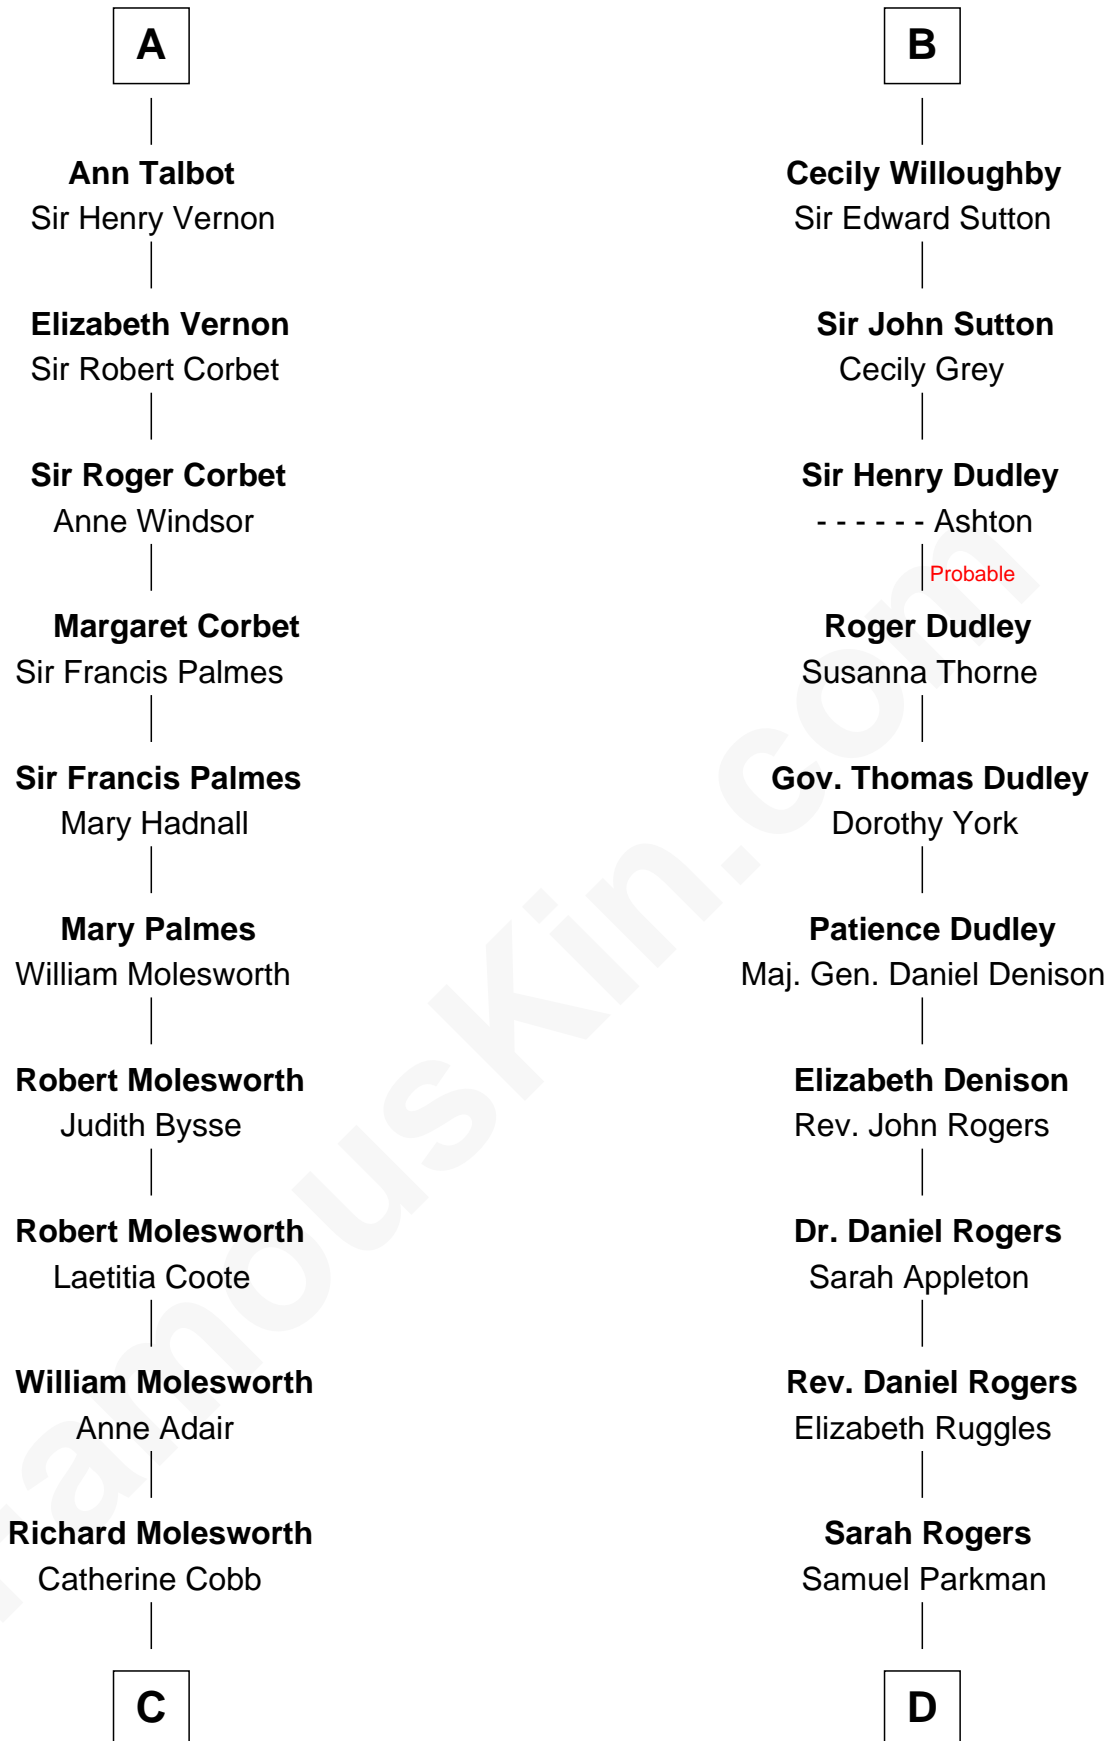 A
Ann Talbot
Sir Henry Vernon
Elizabeth Vernon
Sir Robert Corbet
Sir Roger Corbet
Anne Windsor
Margaret Corbet
Sir Francis Palmes
Sir Francis Palmes
Mary Hadnall
Mary Palmes
William Molesworth
Robert Molesworth
Judith Bysse
Robert Molesworth
Laetitia Coote
William Molesworth
Anne Adair
Richard Molesworth
Catherine Cobb
C
B
Cecily Willoughby
Sir Edward Sutton
Sir John Sutton
Cecily Grey
Sir Henry Dudley
- - - - - - Ashton
Probable
Roger Dudley
Susanna Thorne
Gov. Thomas Dudley
Dorothy York
Patience Dudley
Maj. Gen. Daniel Denison
Elizabeth Denison
Rev. John Rogers
Dr. Daniel Rogers
Sarah Appleton
Rev. Daniel Rogers
Elizabeth Ruggles
Sarah Rogers
Samuel Parkman
D
FamousKin.com